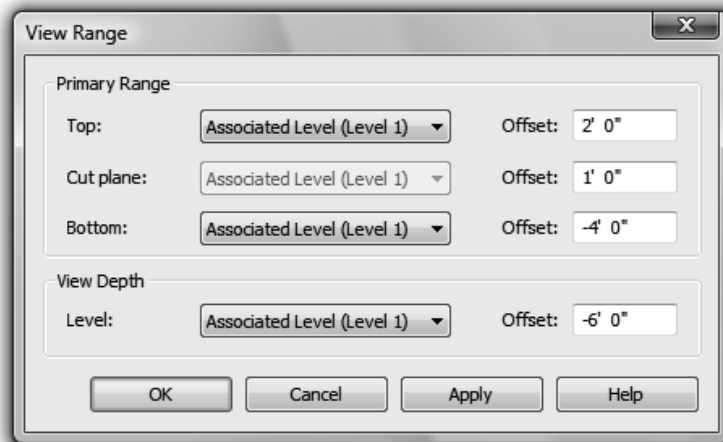 View Range
Primary Range
Top: Associated Level (Level 1) Offset: 2' 0"
Cut plane: Associated Level (Level 1) Offset: 1' 0"
Bottom: Associated Level (Level 1) Offset: -4' 0"
View Depth
Level: Associated Level (Level 1) Offset: -6' 0"
OK Cancel Apply Help